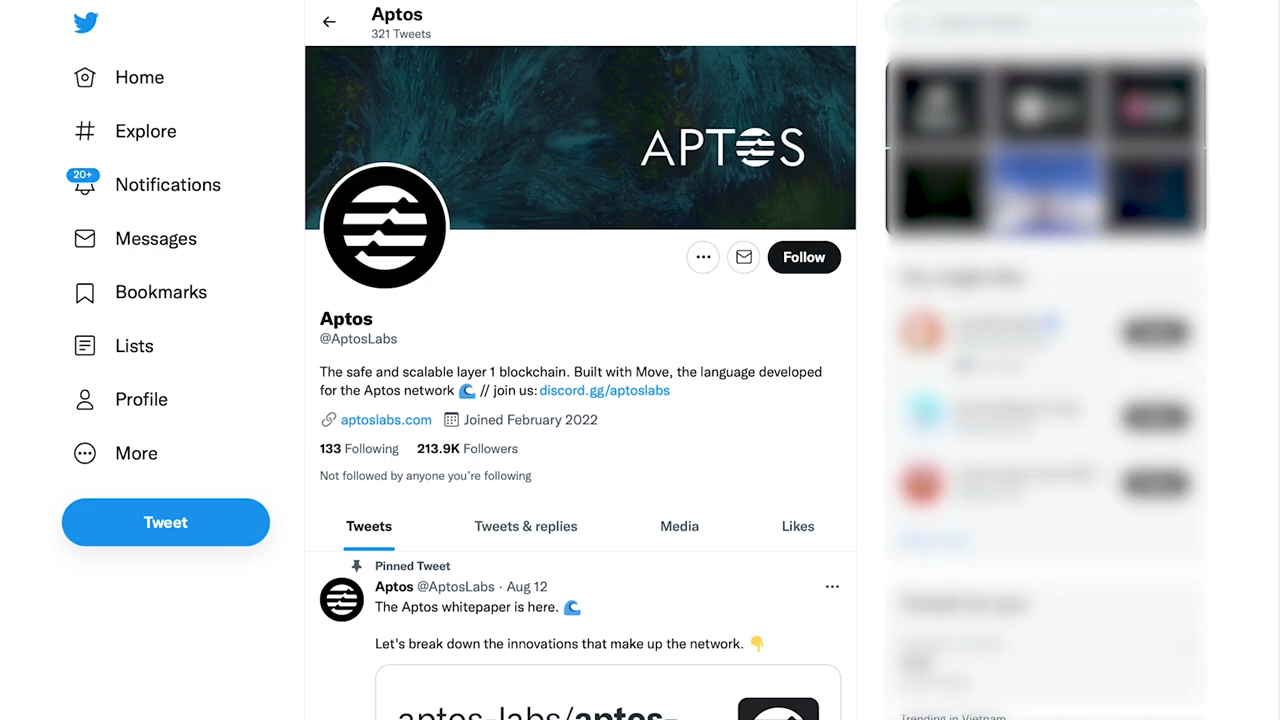 Aptos
321 Tweets
Home
Explore
20+
Notifications
Messages
Bookmarks
Lists
Profile
More
Tweet
APTOS
Follow
Aptos
@AptosLabs
The safe and scalable layer 1 blockchain. Built with Move, the language developed
for the Aptos network 🌊 // join us: discord.gg/aptoslabs
aptoslabs.com Joined February 2022
133 Following 213.9K Followers
Not followed by anyone you're following
Tweets Tweets & replies Media Likes
Pinned Tweet
Aptos @AptosLabs · Aug 12
The Aptos whitepaper is here. 🌊
Let's break down the innovations that make up the network. 👇
aptos-labs/aptos-
Trending in Vietnam